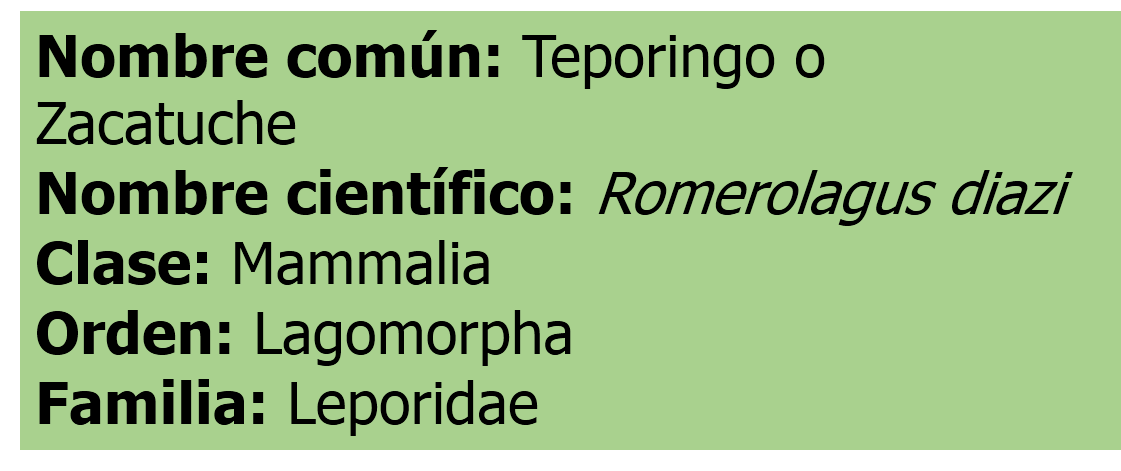 Nombre común: Teporingo o
Zacatuche
Nombre científico: Romerolagus diazi
Clase: Mammalia
Orden: Lagomorpha
Familia: Leporidae